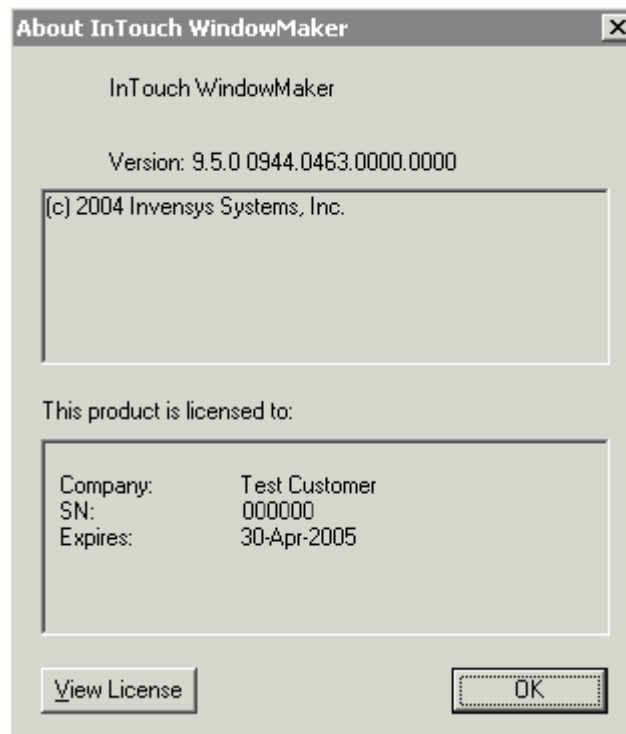 About InTouch WindowMaker
InTouch WindowMaker
Version: 9.5.0 0944.0463.0000.0000
(c) 2004 Invensys Systems, Inc.
This product is licensed to:
Company: Test Customer
SN: 000000
Expires: 30-Apr-2005
View License OK